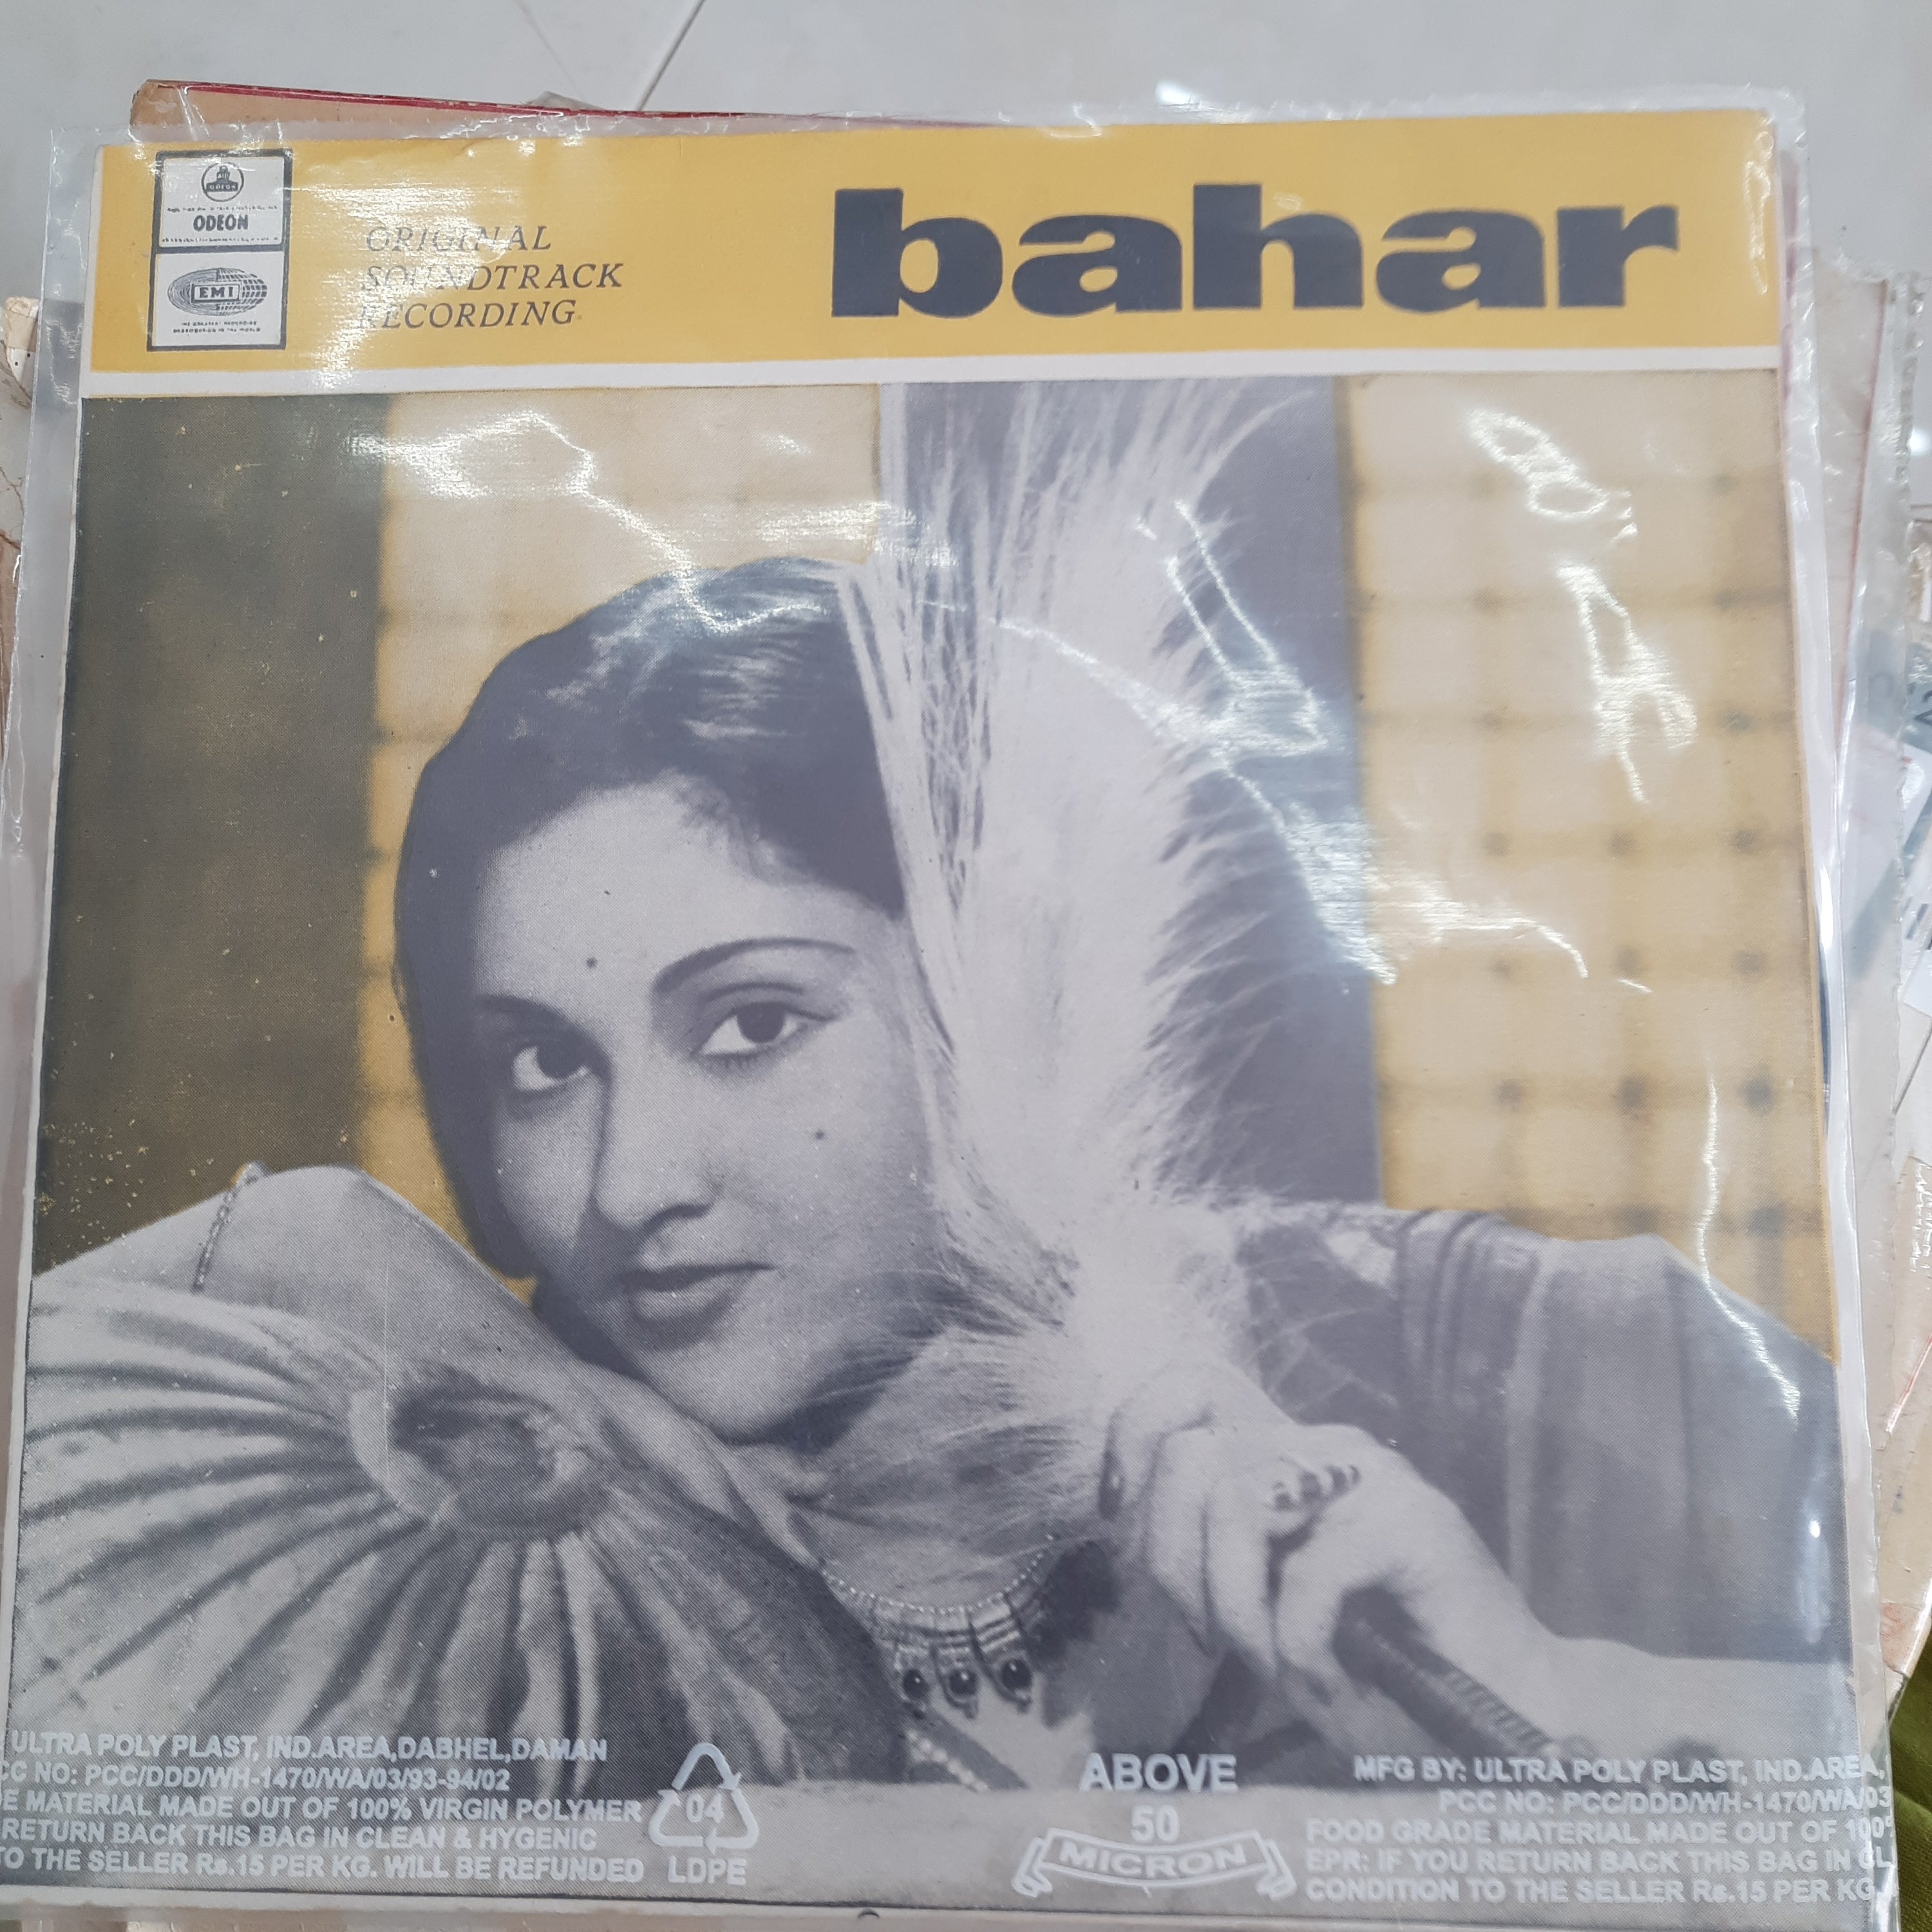 ODEON
EMI
ORIGINAL
SOUNDTRACK
RECORDING
bahar
ULTRA POLY PLAST, IND.AREA,DABHEL,DAMAN
CC NO: PCC/DDD/WH-1470/WA/03/93-94/02
E MATERIAL MADE OUT OF 100% VIRGIN POLYMER
RETURN BACK THIS BAG IN CLEAN & HYGENIC
TO THE SELLER Rs.15 PER KG. WILL BE REFUNDED
04
LDPE
ABOVE
50
MICRON
MFG BY: ULTRA POLY PLAST, IND.AREA,
PCC NO: PCC/DDD/WH-1470/WA/03
FOOD GRADE MATERIAL MADE OUT OF 100
EPR: IF YOU RETURN BACK THIS BAG IN CL
CONDITION TO THE SELLER Rs.15 PER KG